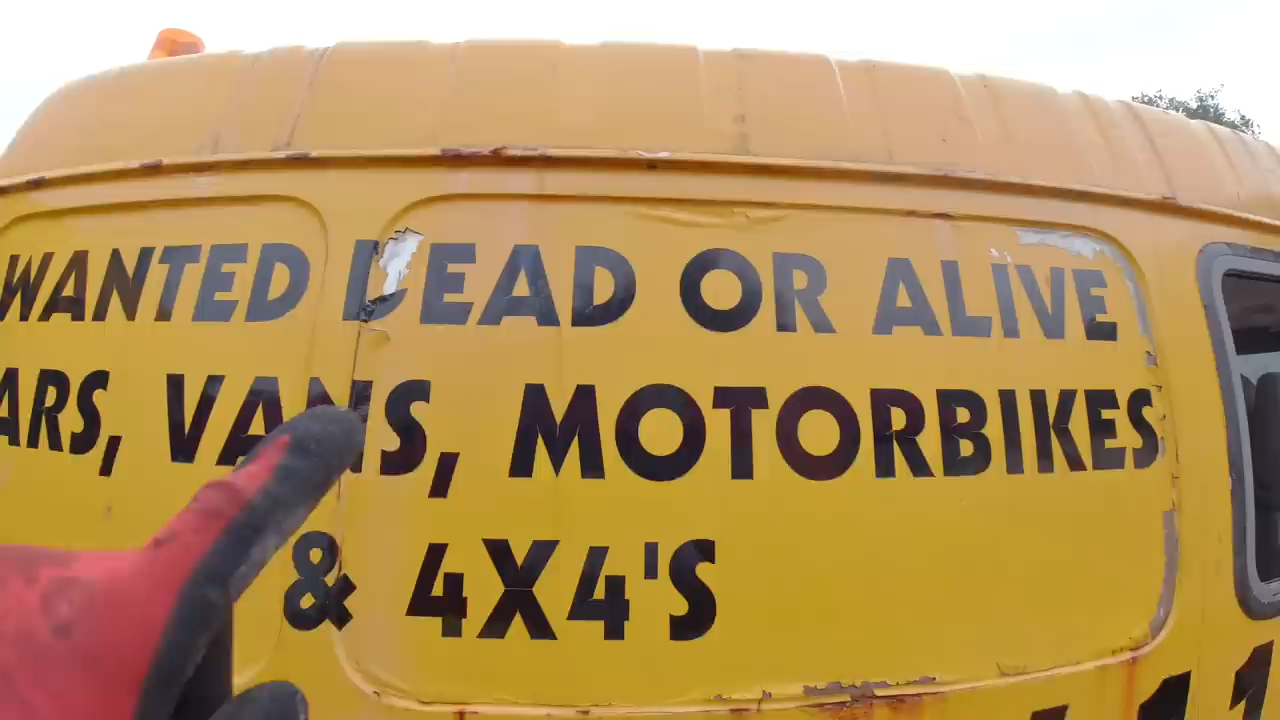 WANTED DEAD OR ALIVE
ARS, VANS, MOTORBIKES
& 4X4'S